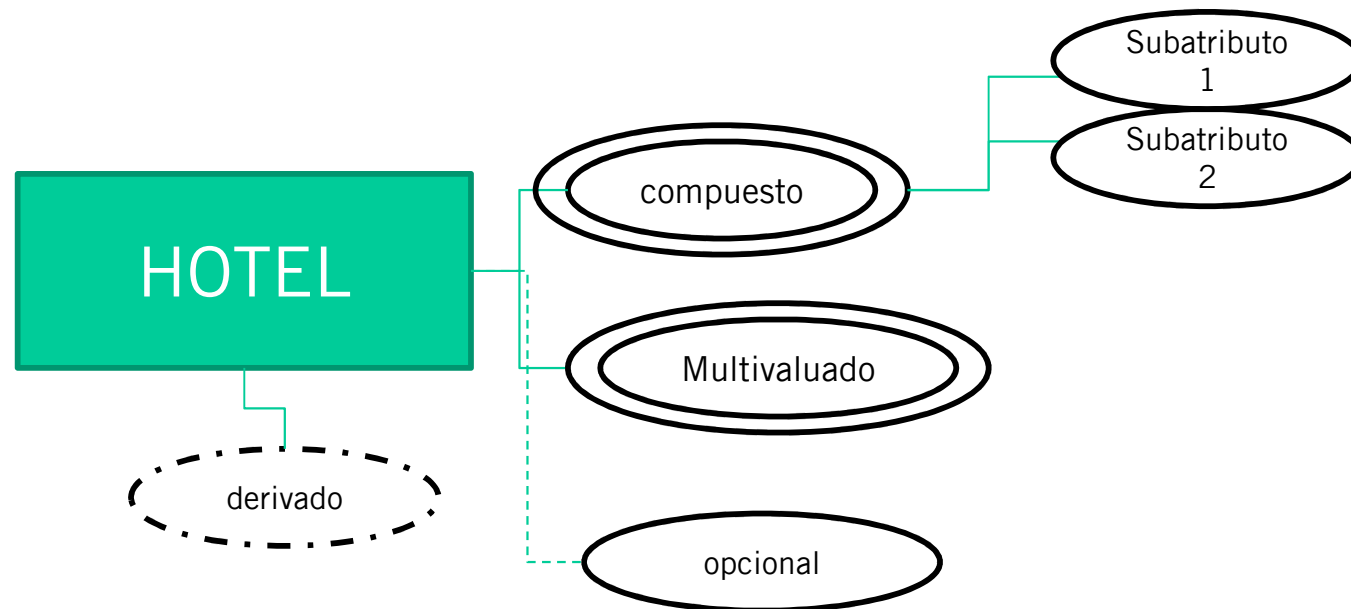 Subatributo
1
Subatributo
2
compuesto
HOTEL
Multivaluado
derivado
opcional